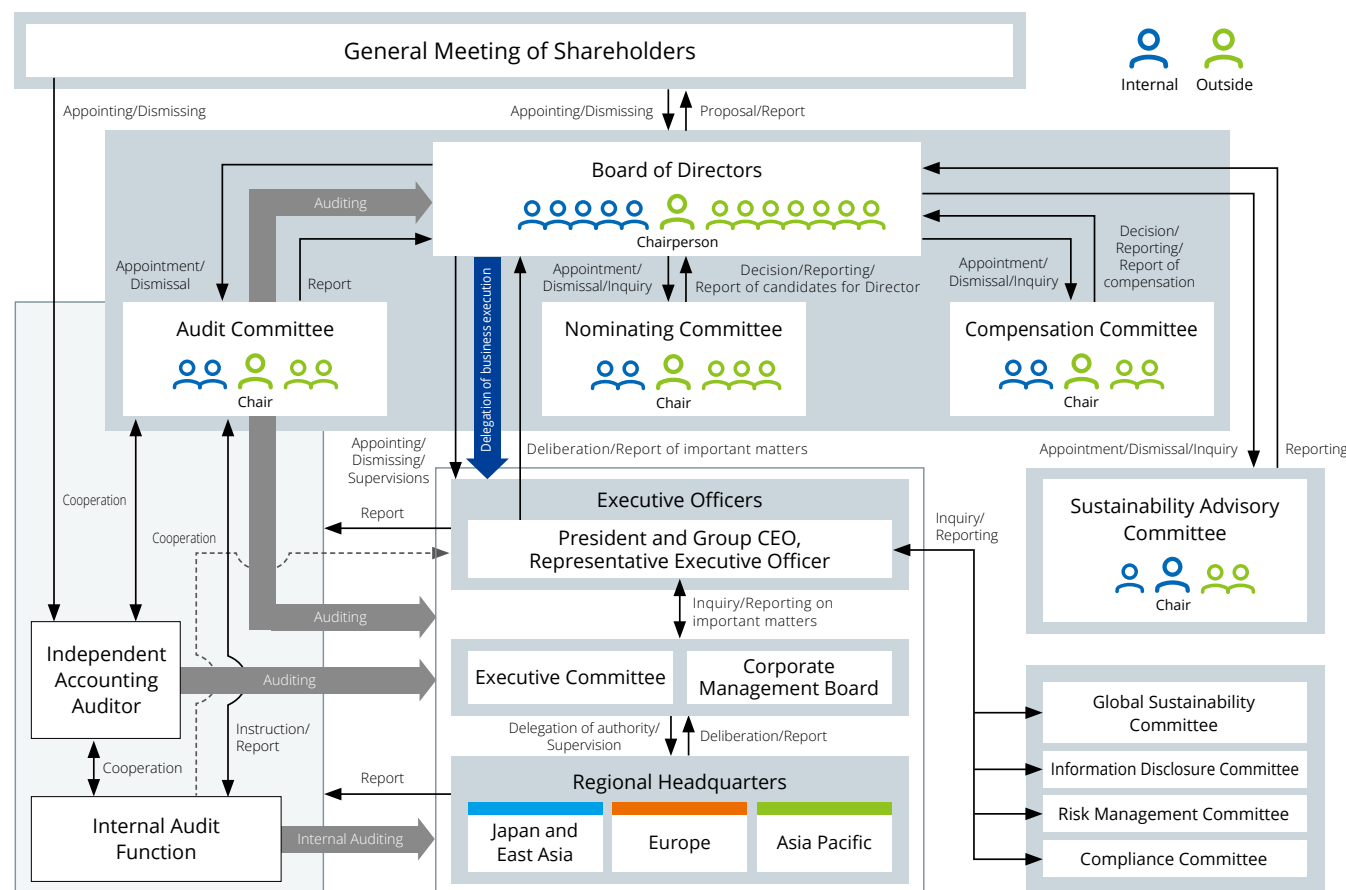 General Meeting of Shareholders
Internal
Outside
Appointing/Dismissing
Appointing/Dismissing
Proposal/Report
Board of Directors
Chairperson
Auditing
Appointment/
Dismissal
Report
Delegation of business execution
Appointment/
Dismissal/Inquiry
Decision/Reporting/
Report of candidates for Director
Appointment/
Dismissal/Inquiry
Decision/
Reporting/
Report of
compensation
Audit Committee
Chair
Nominating Committee
Chair
Compensation Committee
Chair
Appointing/
Dismissing/
Supervisions
Deliberation/Report of important matters
Appointment/Dismissal/Inquiry
Reporting
Cooperation
Cooperation
Report
Executive Officers
President and Group CEO,
Representative Executive Officer
Inquiry/
Reporting
Sustainability Advisory
Committee
Chair
Auditing
Inquiry/Reporting on
important matters
Independent
Accounting
Auditor
Auditing
Executive Committee
Corporate
Management Board
Global Sustainability
Committee
Instruction/
Report
Delegation of authority/
Supervision
Deliberation/Report
Cooperation
Report
Regional Headquarters
Information Disclosure Committee
Risk Management Committee
Internal Audit
Function
Internal Auditing
Japan and
East Asia
Europe
Asia Pacific
Compliance Committee